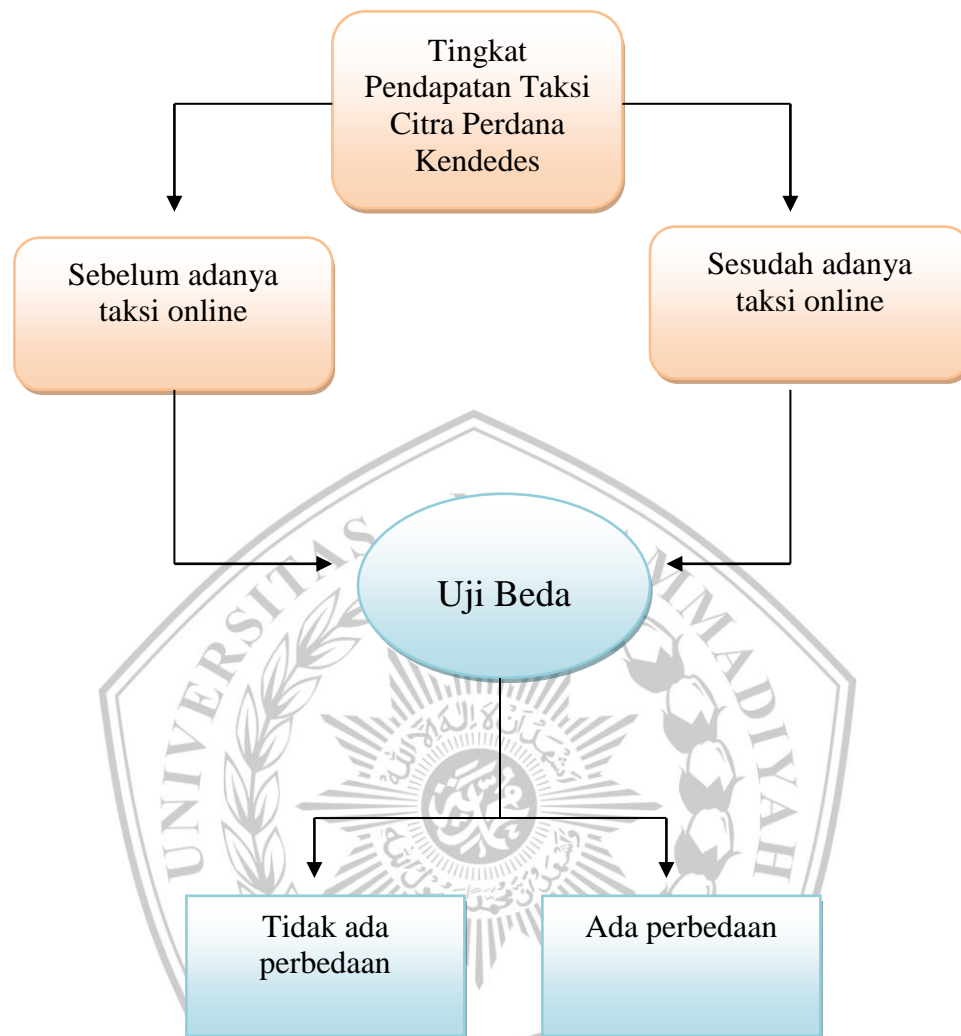 Tingkat
Pendapatan Taksi
Citra Perdana
Kendedes
Sebelum adanya
taksi online
Sesudah adanya
taksi online
UNIVERSITAS
Uji Beda
Tidak ada
perbedaan
Ada perbedaan